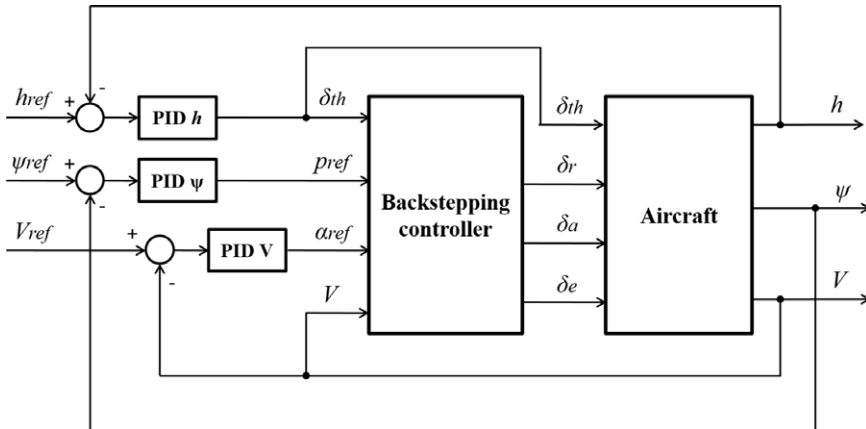 -
href
+
PID h
δth
ψref
+
-
PID ψ
pref
Vref
+
-
PID V
αref
V
Backstepping
controller
δth
δr
δa
δe
Aircraft
h
ψ
V